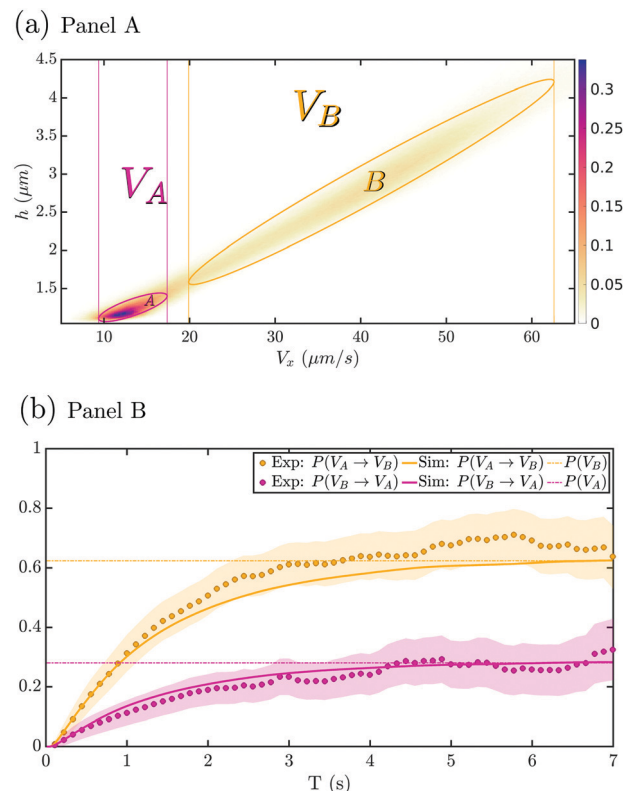 (a) Panel A
4.5
4
3.5
3
2.5
2
1.5
h (μm)
V_A
V_B
A
B
10 20 30 40 50 60
V_x (μm/s)
0.3
0.25
0.2
0.15
0.1
0.05
0
(b) Panel B
1
0.8
0.6
0.4
0.2
0
Exp: P(V_A → V_B) Sim: P(V_A → V_B) P(V_B)
Exp: P(V_B → V_A) Sim: P(V_B → V_A) P(V_A)
0 1 2 3 4 5 6 7
T (s)